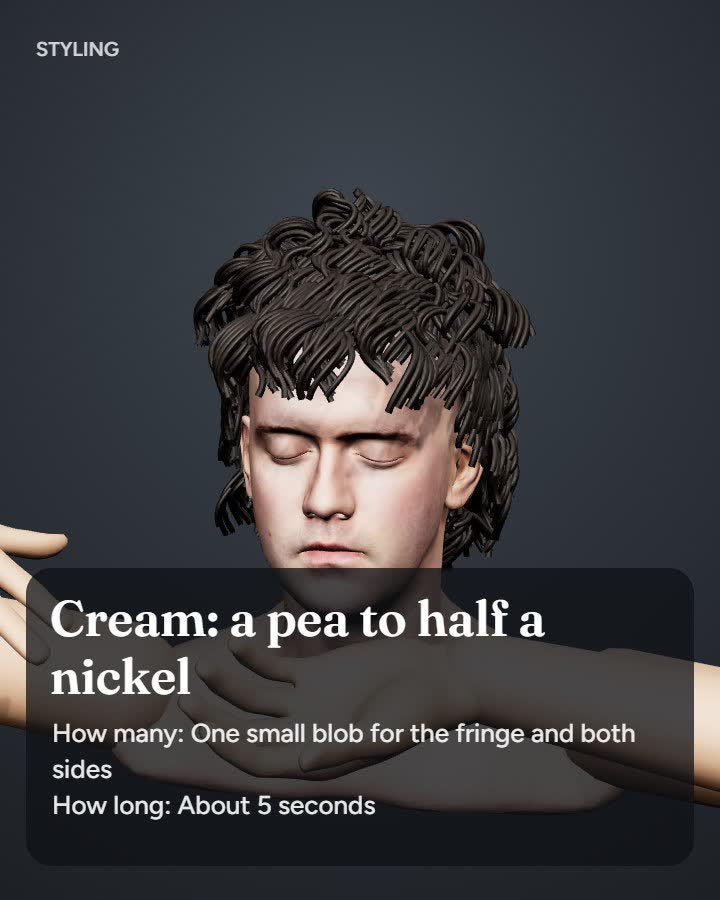 STYLING
Cream: a pea to half a
nickel
How many: One small blob for the fringe and both
sides
How long: About 5 seconds